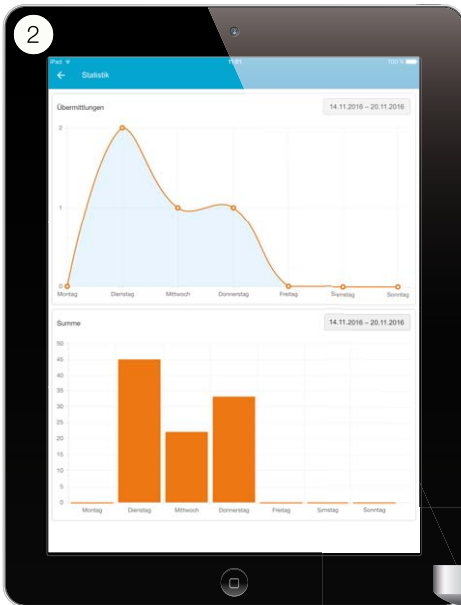 2
iPad 11:31 100 %
Statistik
Übermittlungen 14.11.2016 – 20.11.2016
2
1
0
Montag Dienstag Mittwoch Donnerstag Freitag Samstag Sonntag
Summe 14.11.2016 – 20.11.2016
50
45
40
35
30
25
20
15
10
5
0
Montag Dienstag Mittwoch Donnerstag Freitag Samstag Sonntag